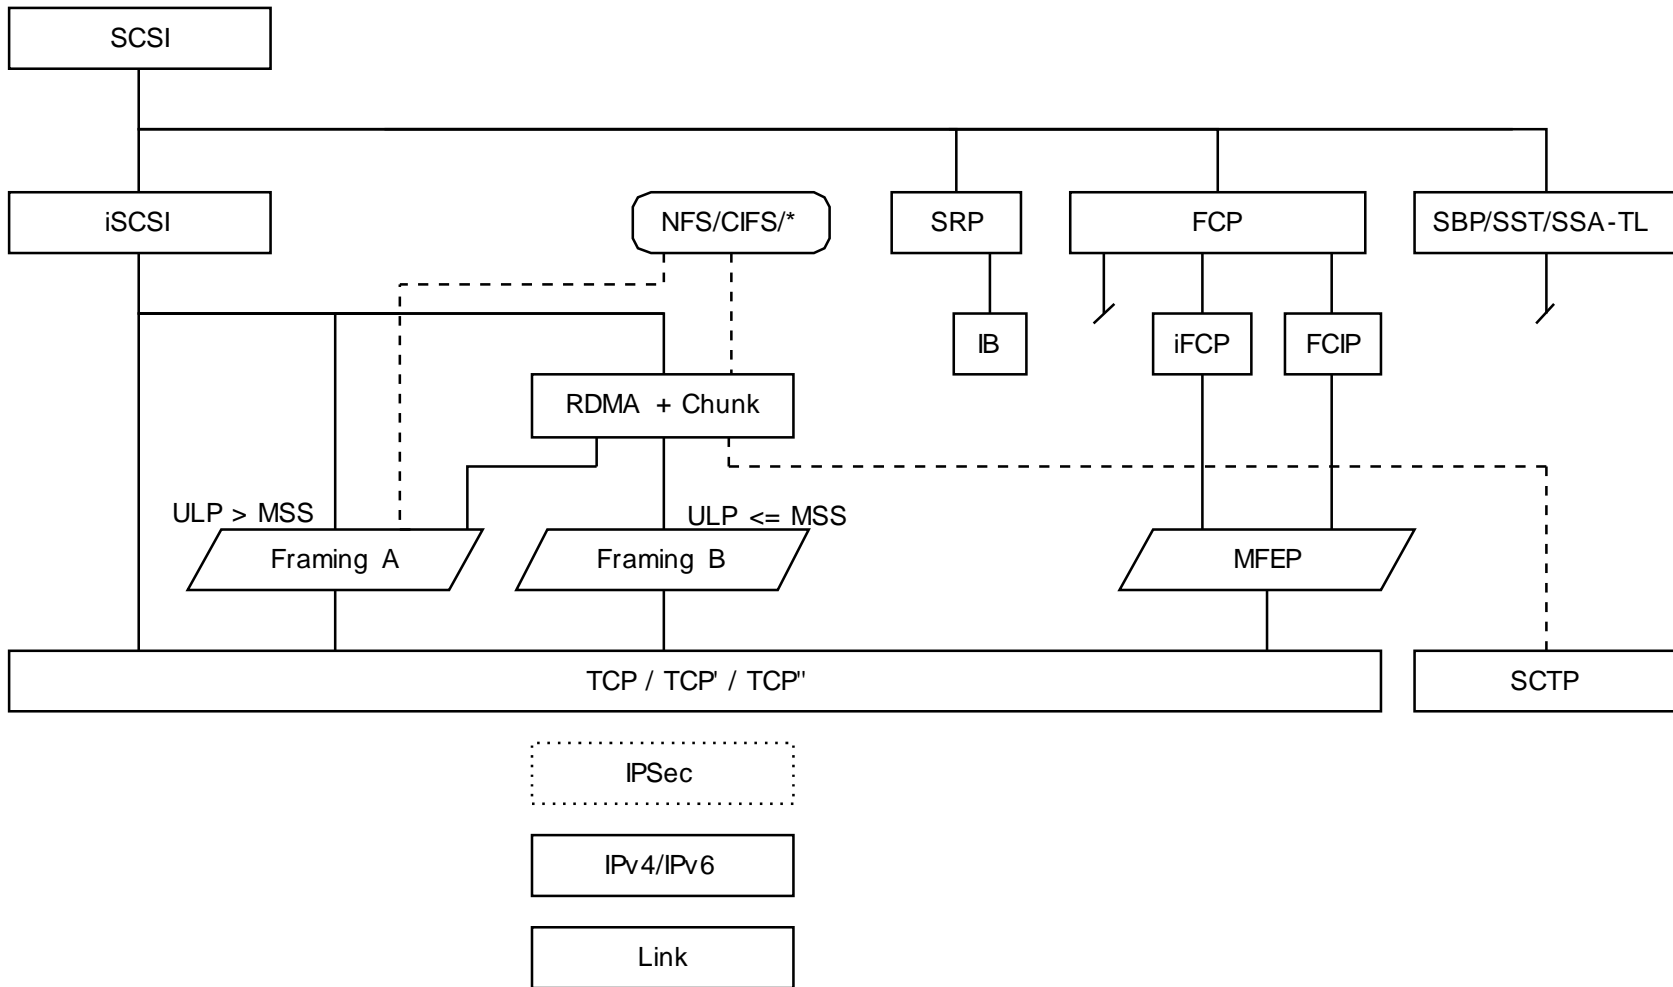 SCSI
iSCSI
NFS/CIFS/*
SRP
FCP
SBP/SST/SSA-TL
IB
iFCP
FCIP
RDMA + Chunk
ULP > MSS
ULP <= MSS
Framing A
Framing B
MFEP
TCP / TCP' / TCP"
SCTP
IPSec
IPv4/IPv6
Link